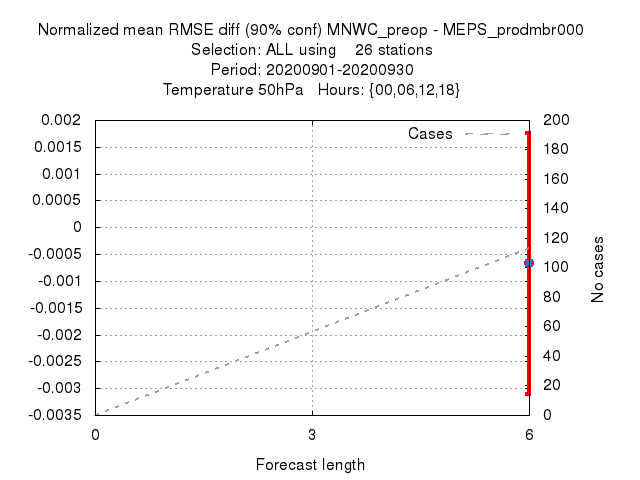 Normalized mean RMSE diff (90% conf) MNWC_preop - MEPS_prodmbr000
Selection: ALL using    26 stations
Period: 20200901-20200930
Temperature 50hPa   Hours: {00,06,12,18}
0.002
0.0015
0.001
0.0005
0
-0.0005
-0.001
-0.0015
-0.002
-0.0025
-0.003
-0.0035
Cases
200
180
160
140
120
100
80
60
40
20
0
No cases
0 3 6
Forecast length